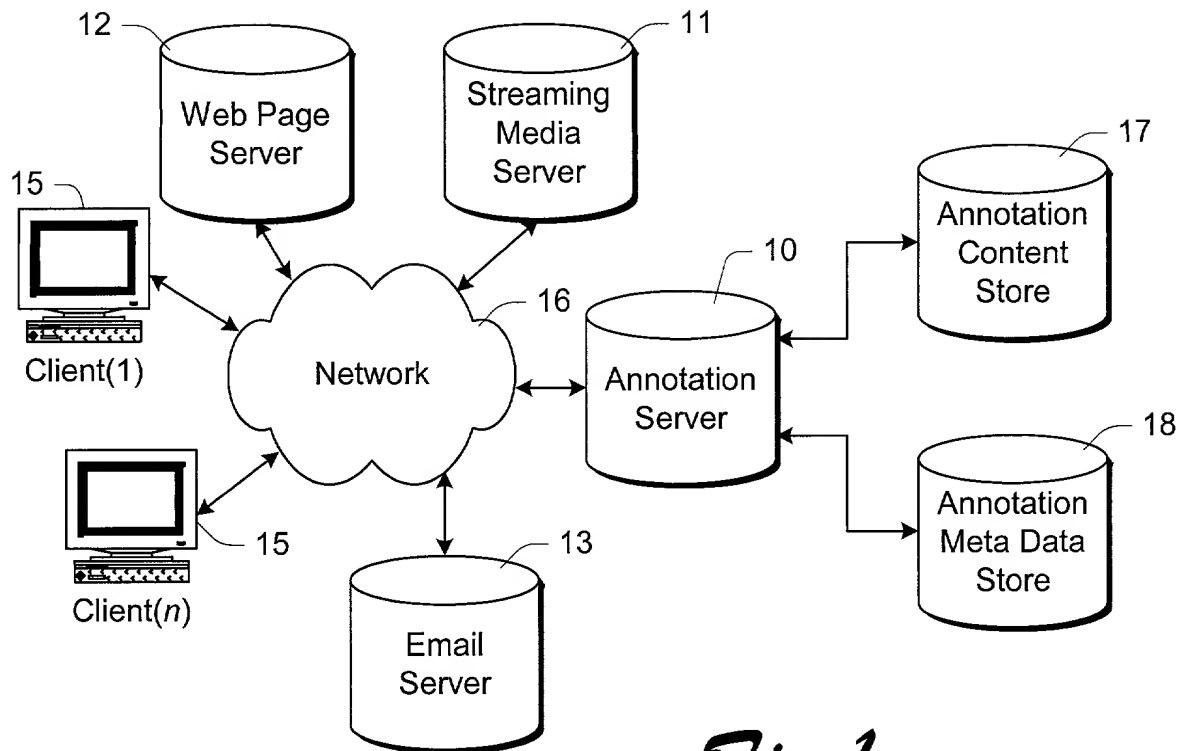 12
Web Page
Server
11
Streaming
Media
Server
17
Annotation
Content
Store
15
Client(1)
16
Network
10
Annotation
Server
18
Annotation
Meta Data
Store
15
Client(n)
13
Email
Server
Fig. 1